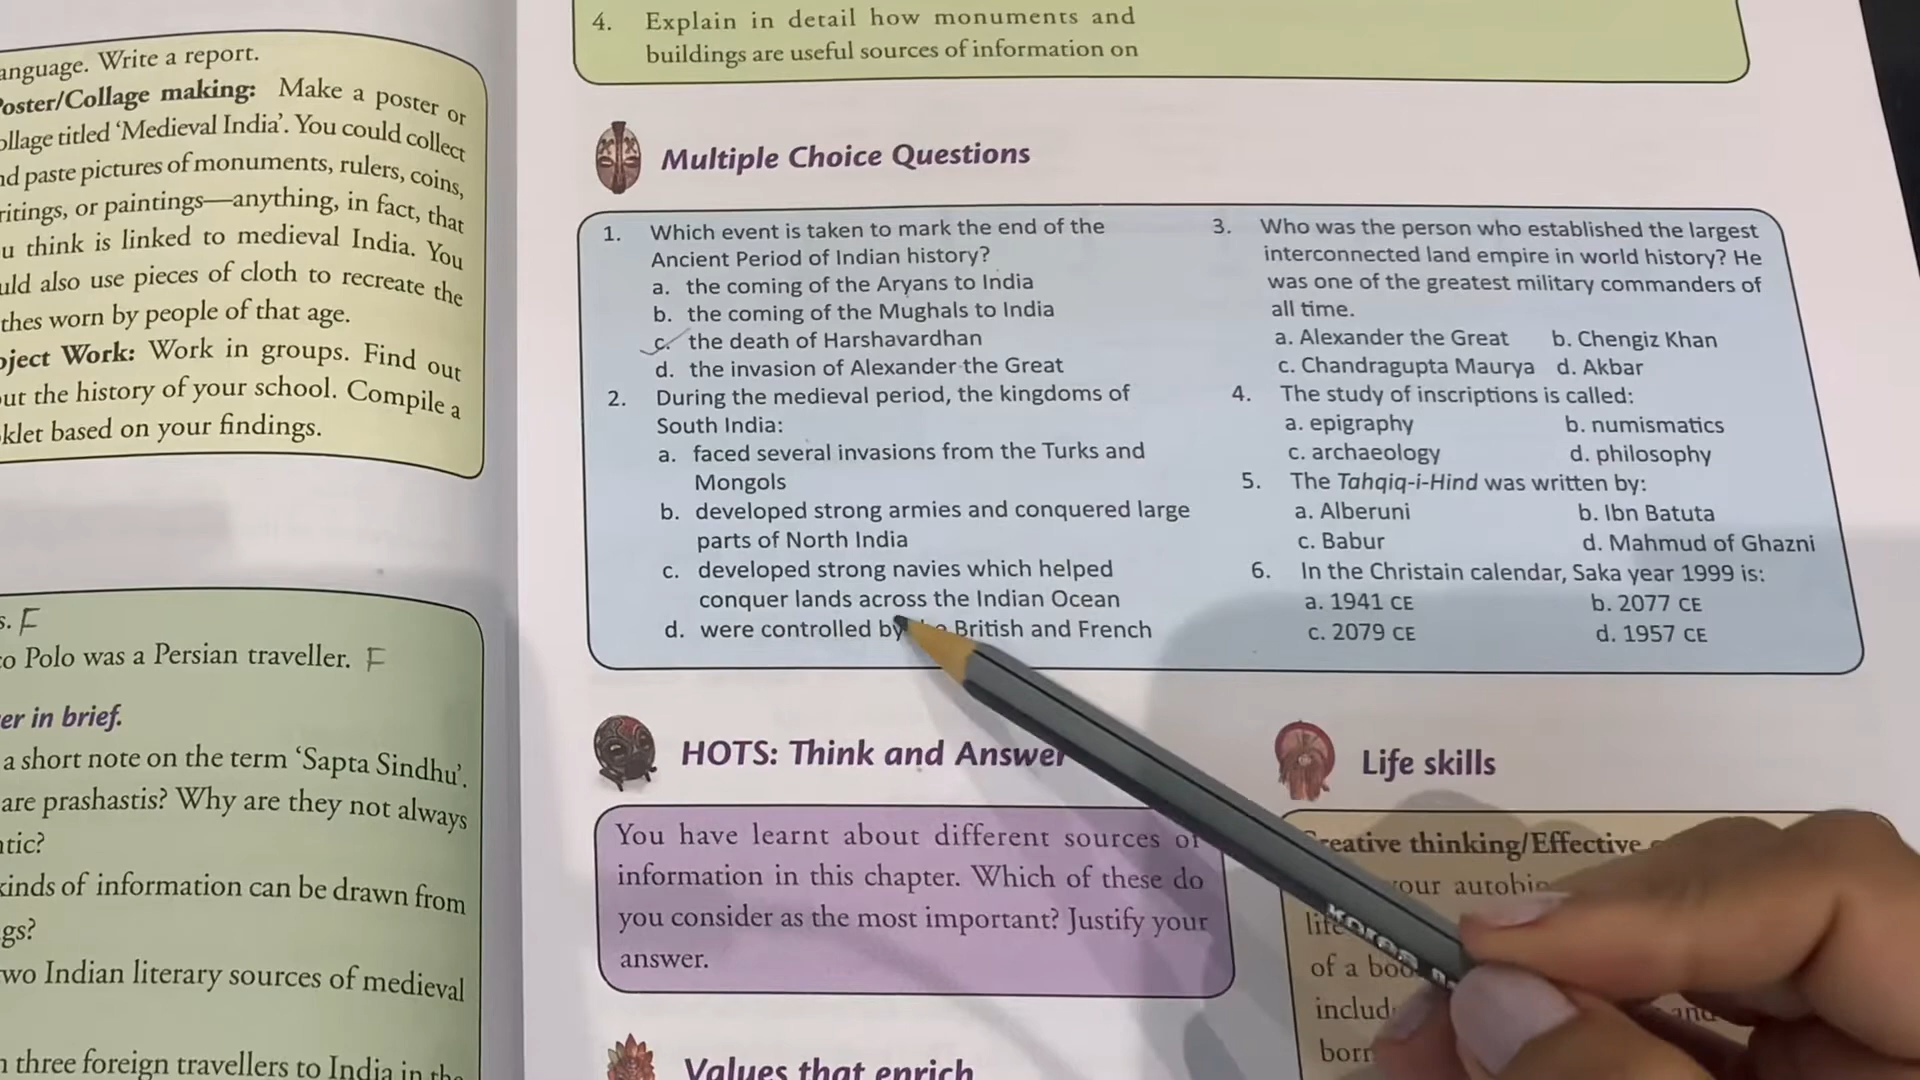 anguage. Write a report.
Poster/Collage making: Make a poster or
ollage titled ‘Medieval India’. You could collect
nd paste pictures of monuments, rulers, coins,
ritings, or paintings—anything, in fact, that
u think is linked to medieval India. You
uld also use pieces of cloth to recreate the
thes worn by people of that age.
oject Work: Work in groups. Find out
out the history of your school. Compile a
klet based on your findings.
s. F
o Polo was a Persian traveller. F
er in brief.
a short note on the term ‘Sapta Sindhu’.
are prashastis? Why are they not always
ntic?
kinds of information can be drawn from
gs?
wo Indian literary sources of medieval
n three foreign travellers to India in the
4. Explain in detail how monuments and
buildings are useful sources of information on
Multiple Choice Questions
1. Which event is taken to mark the end of the
Ancient Period of Indian history?
a. the coming of the Aryans to India
b. the coming of the Mughals to India
c. the death of Harshavardhan
d. the invasion of Alexander the Great
2. During the medieval period, the kingdoms of
South India:
a. faced several invasions from the Turks and
Mongols
b. developed strong armies and conquered large
parts of North India
c. developed strong navies which helped
conquer lands across the Indian Ocean
d. were controlled by British and French
3. Who was the person who established the largest
interconnected land empire in world history? He
was one of the greatest military commanders of
all time.
a. Alexander the Great b. Chengiz Khan
c. Chandragupta Maurya d. Akbar
4. The study of inscriptions is called:
a. epigraphy b. numismatics
c. archaeology d. philosophy
5. The Tahqiq-i-Hind was written by:
a. Alberuni b. Ibn Batuta
c. Babur d. Mahmud of Ghazni
6. In the Christain calendar, Saka year 1999 is:
a. 1941 CE b. 2077 CE
c. 2079 CE d. 1957 CE
HOTS: Think and Answer
You have learnt about different sources of
information in this chapter. Which of these do
you consider as the most important? Justify your
answer.
Life skills
reative thinking/Effective
our autobio
life
of a boo
includ and
born
Values that enrich